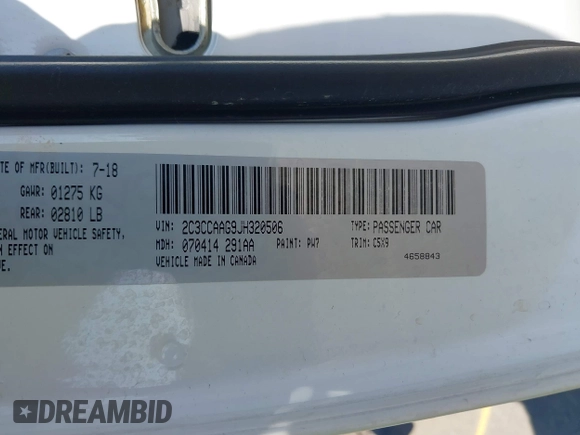 TE OF MFR(BUILT): 7-18
GAWR: 01275 KG
REAR: 02810 LB
ERAL MOTOR VEHICLE SAFETY,
N EFFECT ON
VE.
VIN: 2C3CCAAG9JH320506
TYPE: PASSENGER CAR
MDH: 070414 291AA PAINT: PW7 TRIM: C5X9
VEHICLE MADE IN CANADA
4658843
DREAMBID